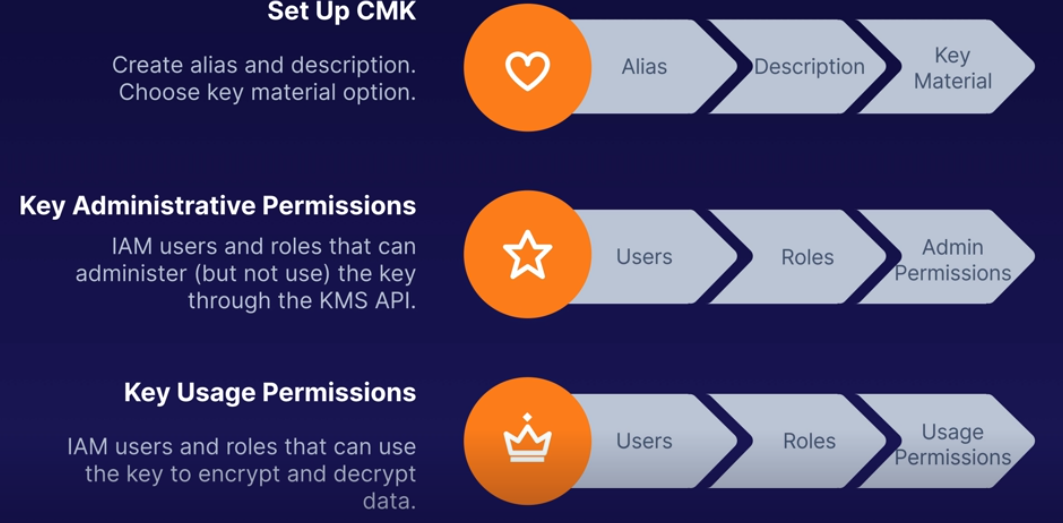 Set Up CMK
Create alias and description.
Choose key material option.
Alias
Description
Key
Material
Key Administrative Permissions
IAM users and roles that can
administer (but not use) the key
through the KMS API.
Users
Roles
Admin
Permissions
Key Usage Permissions
IAM users and roles that can use
the key to encrypt and decrypt
data.
Users
Roles
Usage
Permissions